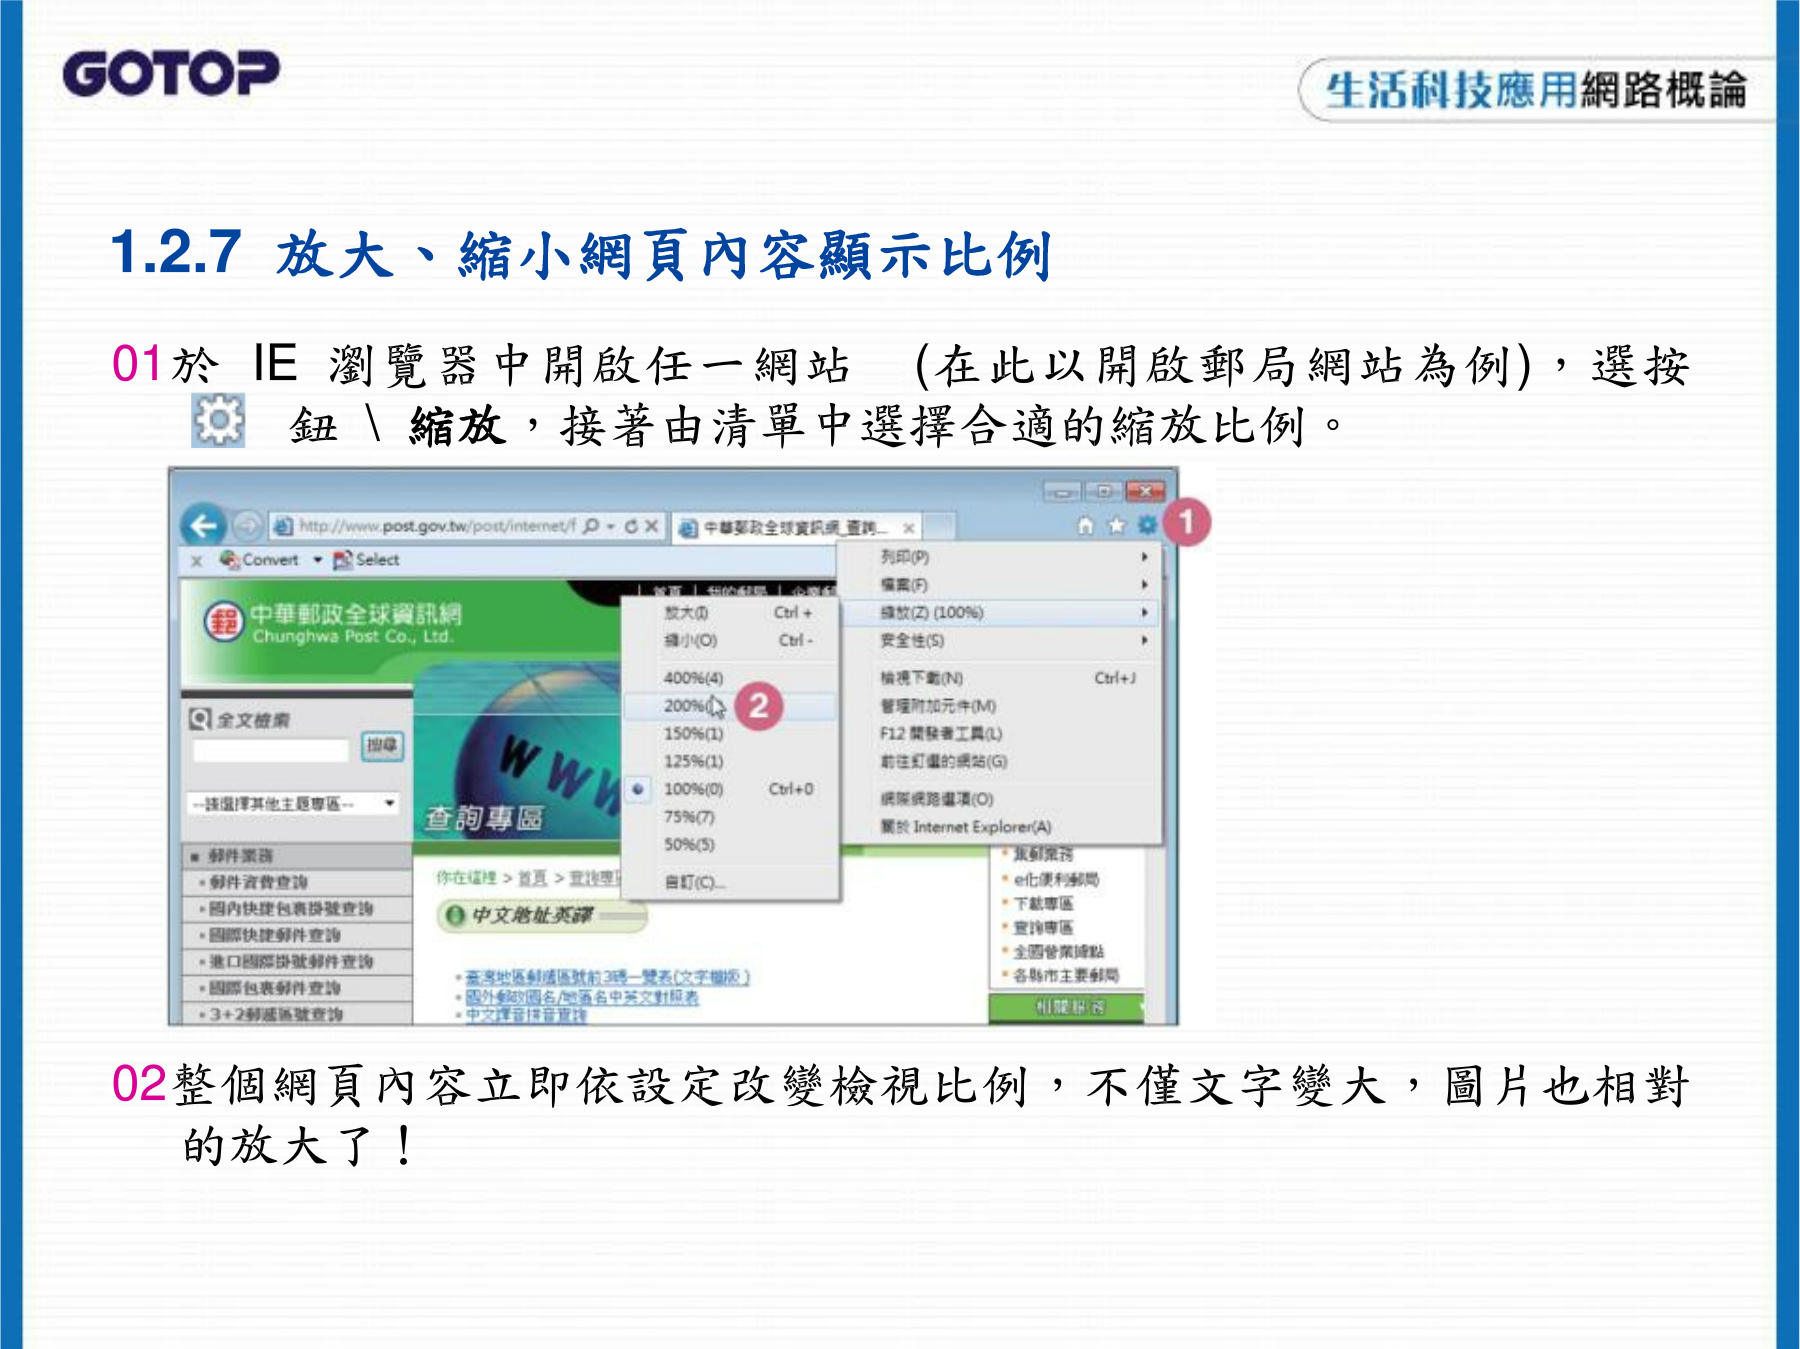 GOTOP
生活科技應用網路概論
1.2.7 放大、縮小網頁內容顯示比例
01於 IE 瀏覽器中開啟任一網站 (在此以開啟郵局網站為例)，選按
鈕 \ 縮放，接著由清單中選擇合適的縮放比例。
http://www.post.gov.tw/post/internet/f
中華郵政全球資訊網_查詢...
1
x Convert Select
列印(P)
檔案(F)
縮放(Z) (100%)
安全性(S)
檢視下載(N) Ctrl+J
管理附加元件(M)
F12 開發者工具(L)
前往釘選的網站(G)
網際網路選項(O)
關於 Internet Explorer(A)
首頁 | 我的郵局 | 企業郵
放大(I) Ctrl +
縮小(O) Ctrl -
400%(4)
200%
2
150%(1)
125%(1)
100%(0) Ctrl+0
75%(7)
50%(5)
自訂(C)...
中華郵政全球資訊網
Chunghwa Post Co., Ltd.
全文檢索
搜尋
--請選擇其他主題專區--
郵件業務
郵件資費查詢
國內快捷包裹掛號查詢
國際快捷郵件查詢
進口國際掛號郵件查詢
國際包裹郵件查詢
3+2郵遞區號查詢
WWW
查詢專區
你在這裡 > 首頁 > 查詢專區
中文地址英譯
臺灣地區郵遞區號前3碼一覽表(文字檔版)
國外郵政國名/地區名中英文對照表
中文譯音拼音查詢
集郵業務
e化便利郵局
下載專區
查詢專區
全國營業據點
各縣市主要郵局
相關服務
02整個網頁內容立即依設定改變檢視比例，不僅文字變大，圖片也相對
的放大了！